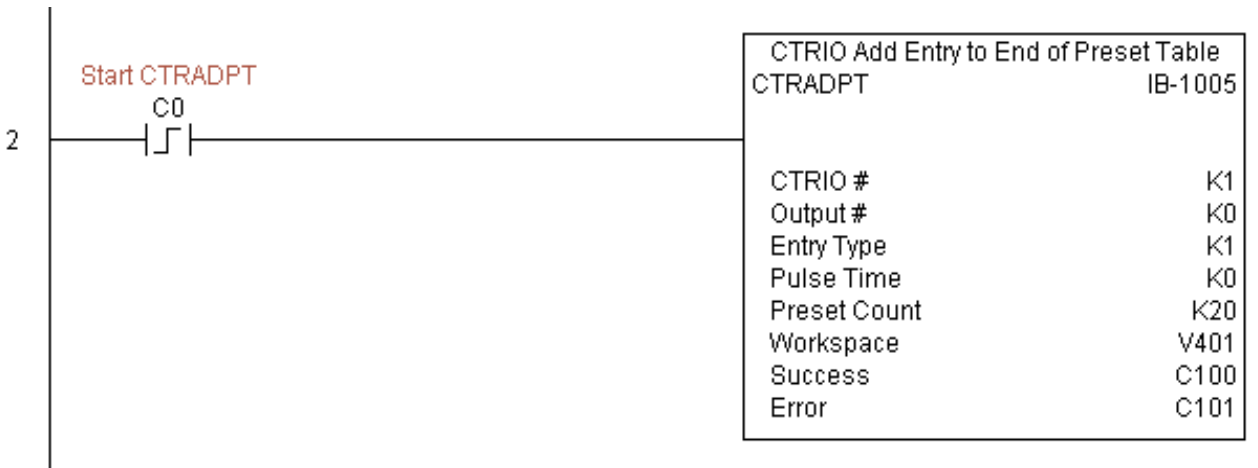 CTRIO Add Entry to End of Preset Table
Start CTRADPT
CTRADPT IB-1005
C0
2
CTRIO # K1
Output # K0
Entry Type K1
Pulse Time K0
Preset Count K20
Workspace V401
Success C100
Error C101